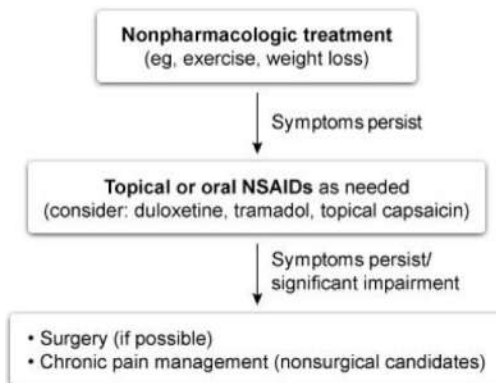 Nonpharmacologic treatment
(eg, exercise, weight loss)
Symptoms persist
Topical or oral NSAIDs as needed
(consider: duloxetine, tramadol, topical capsaicin)
Symptoms persist/
significant impairment
• Surgery (if possible)
• Chronic pain management (nonsurgical candidates)